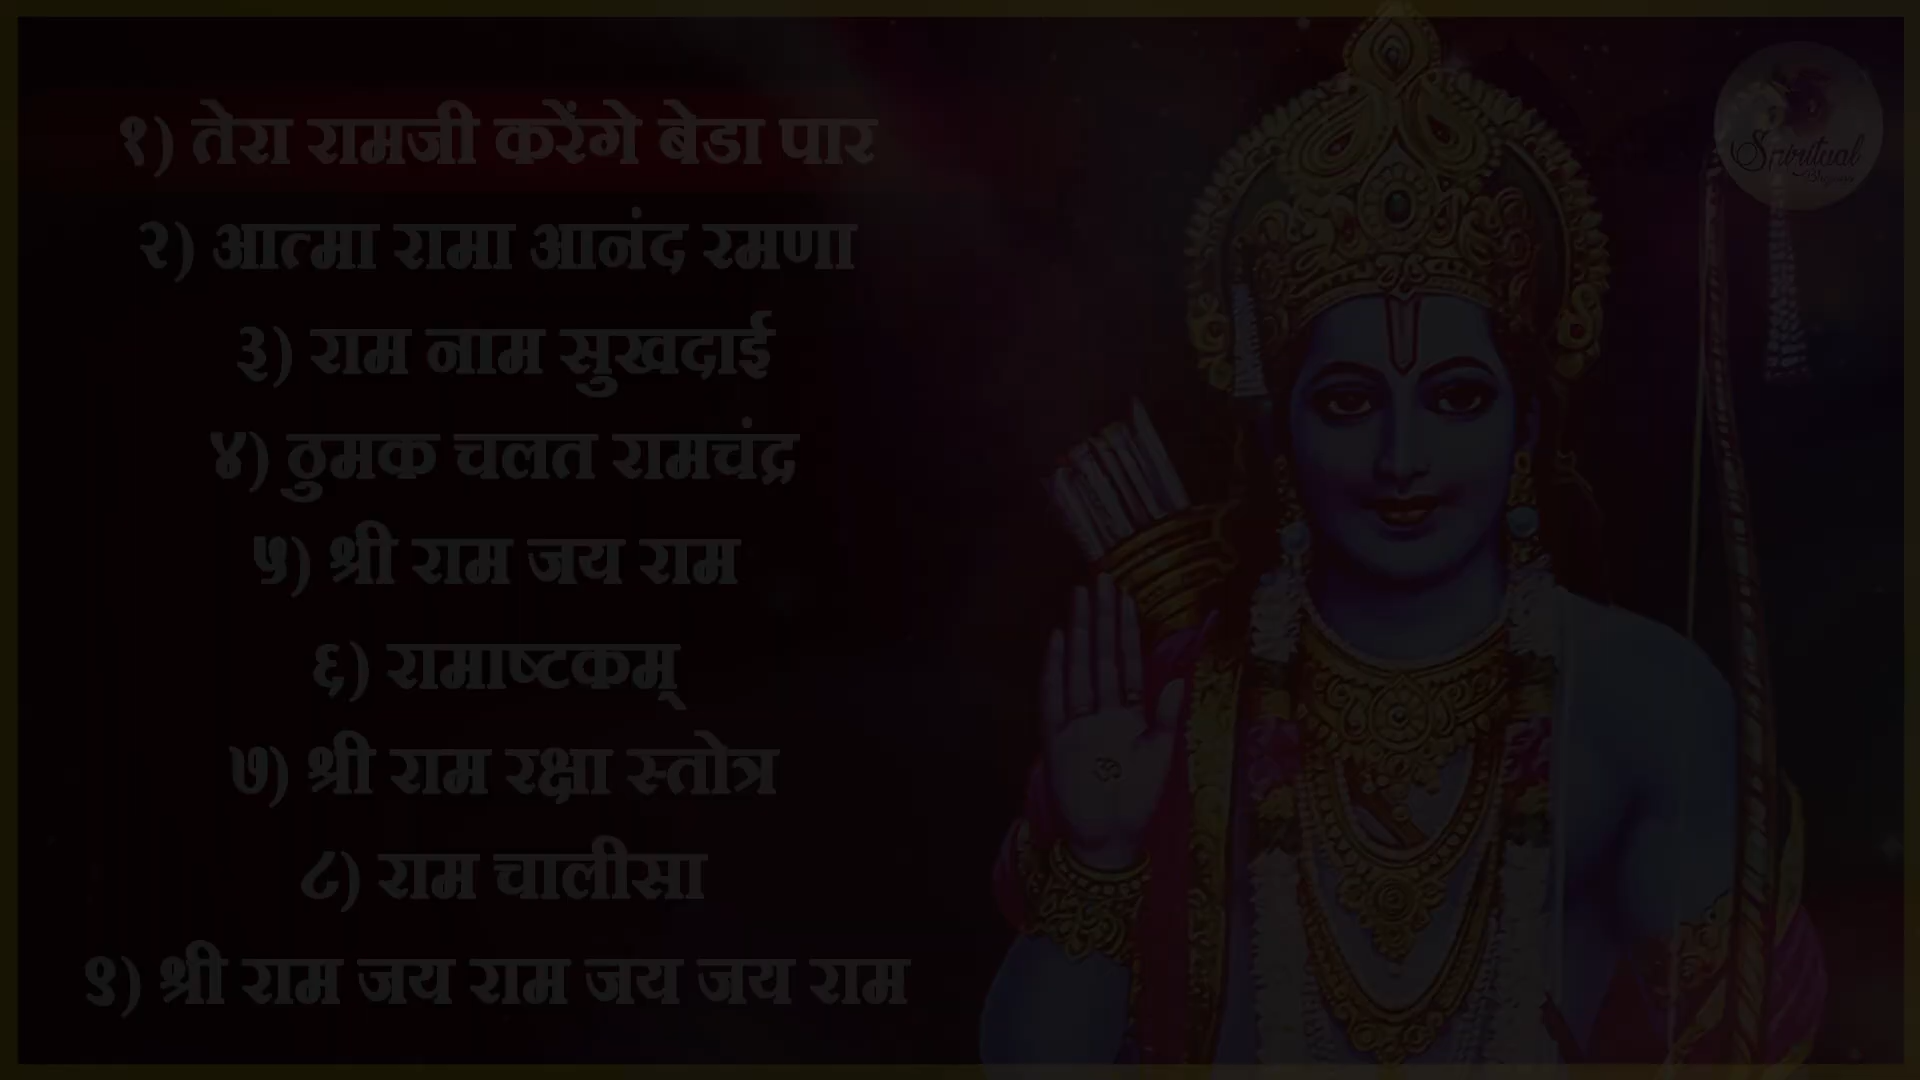 १) तेरा रामजी करेंगे बेडा पार
२) आत्मा रामा आनंद रमणा
३) राम नाम सुखदाई
४) ठुमक चलत रामचंद्र
५) श्री राम जय राम
६) रामाष्टकम्
७) श्री राम रक्षा स्तोत्र
८) राम चालीसा
९) श्री राम जय राम जय जय राम
Spiritual
ॐ